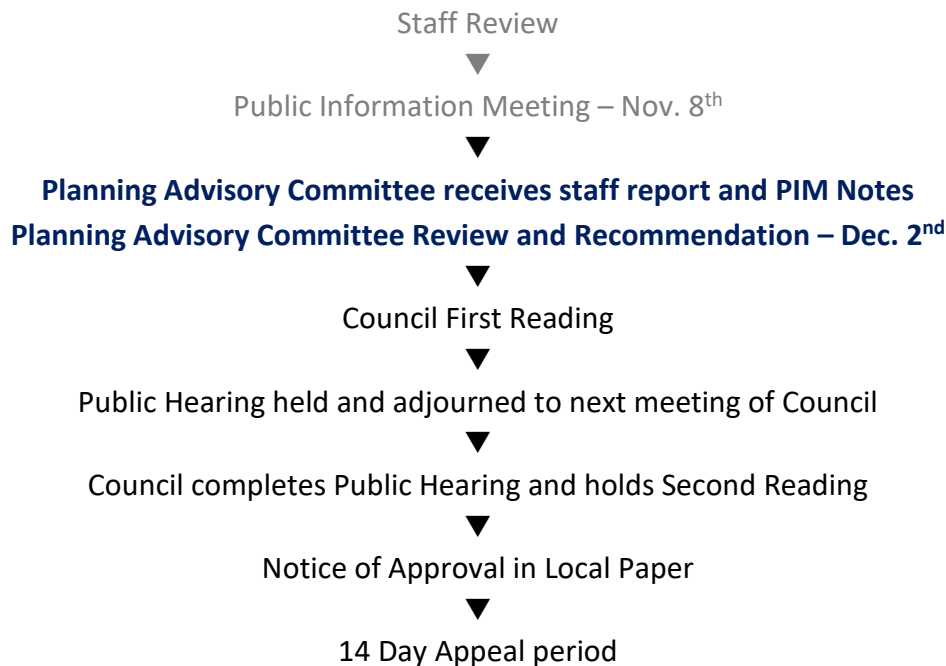 Staff Review
Public Information Meeting – Nov. 8th
Planning Advisory Committee receives staff report and PIM Notes
Planning Advisory Committee Review and Recommendation – Dec. 2nd
Council First Reading
Public Hearing held and adjourned to next meeting of Council
Council completes Public Hearing and holds Second Reading
Notice of Approval in Local Paper
14 Day Appeal period